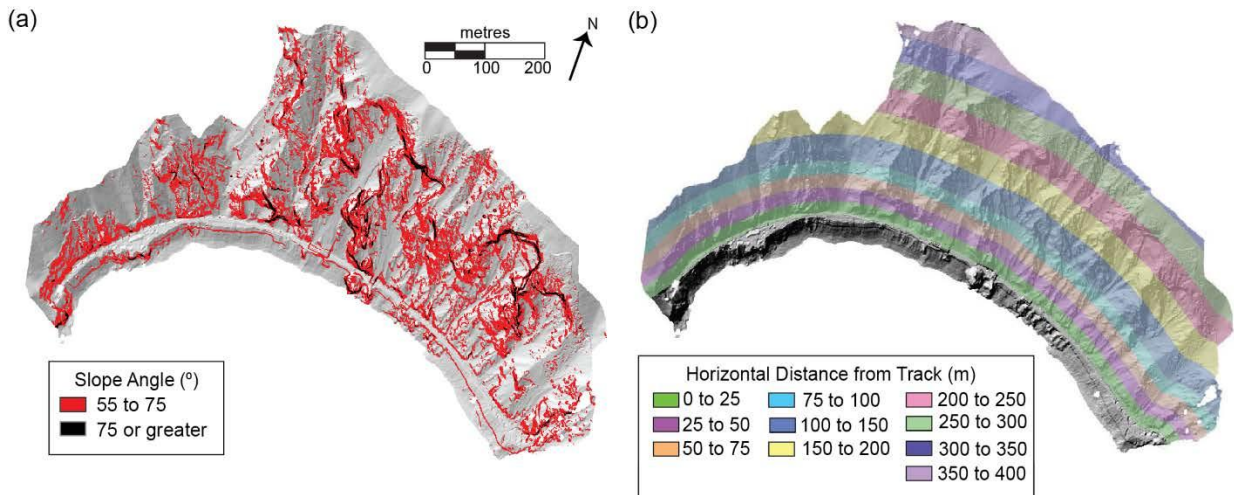 (a)
metres
0 100 200
N
Slope Angle (º)
55 to 75
75 or greater
(b)
Horizontal Distance from Track (m)
0 to 25 75 to 100 200 to 250
25 to 50 100 to 150 250 to 300
50 to 75 150 to 200 300 to 350
350 to 400